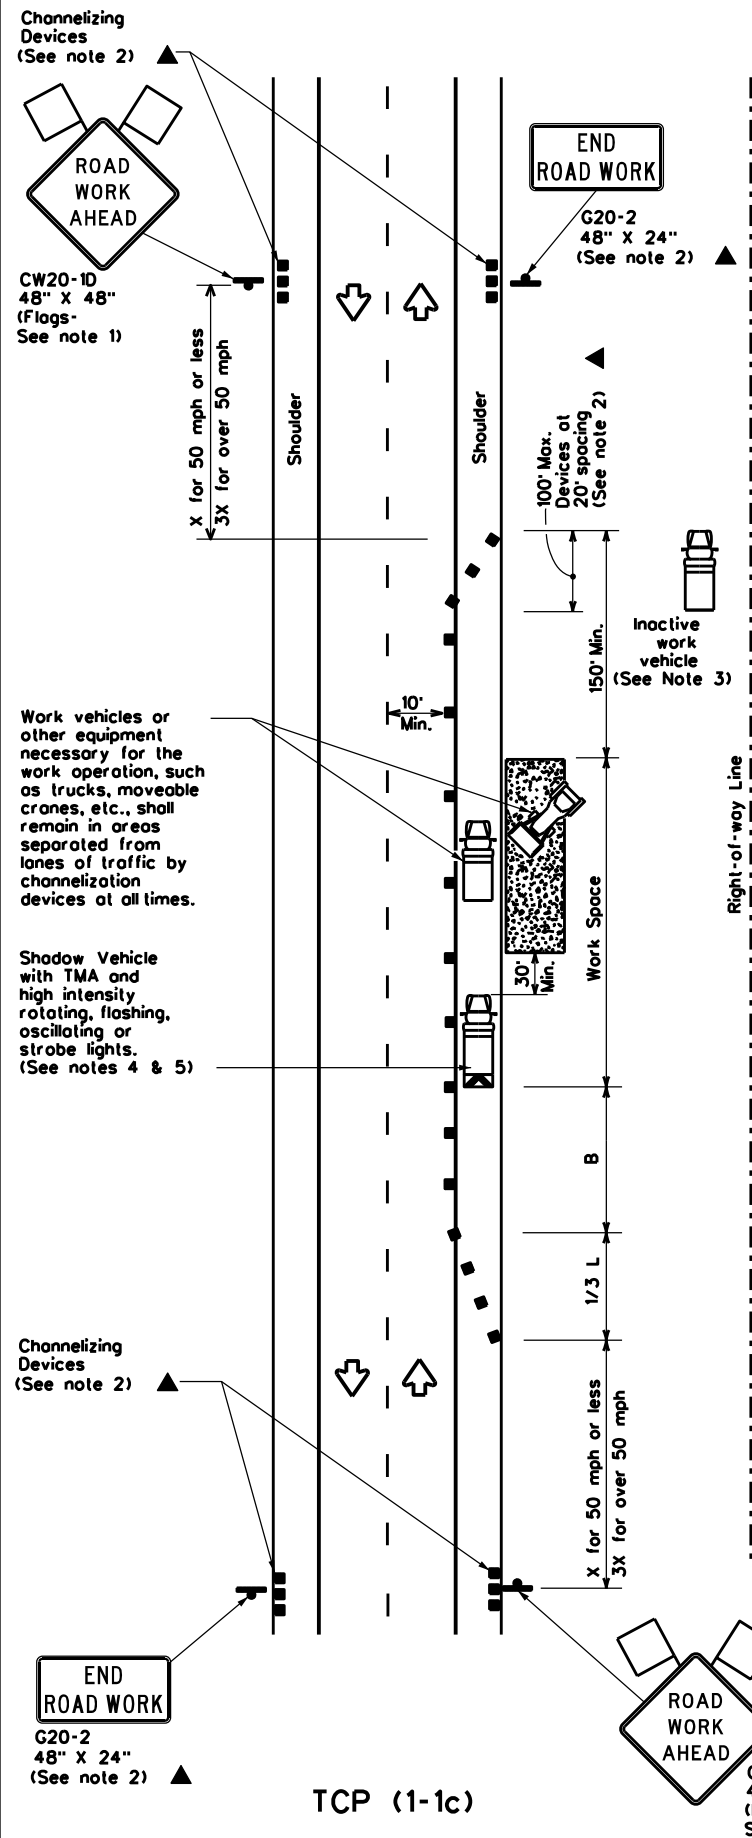 Channelizing
Devices
(See note 2)
ROAD
WORK
AHEAD
CW20-1D
48" X 48"
(Flags-
See note 1)
END
ROAD WORK
G20-2
48" X 24"
(See note 2)
X for 50 mph or less
3X for over 50 mph
Shoulder
Shoulder
100' Max.
Devices at
20' spacing
(See note 2)
150' Min.
Inactive
work
vehicle
(See Note 3)
10'
Min.
Work vehicles or
other equipment
necessary for the
work operation, such
as trucks, moveable
cranes, etc., shall
remain in areas
separated from
lanes of traffic by
channelization
devices at all times.
Right-of-way Line
Work Space
30'
Min.
Shadow Vehicle
with TMA and
high intensity
rotating, flashing,
oscillating or
strobe lights.
(See notes 4 & 5)
B
1/3 L
Channelizing
Devices
(See note 2)
X for 50 mph or less
3X for over 50 mph
END
ROAD WORK
G20-2
48" X 24"
(See note 2)
ROAD
WORK
AHEAD
TCP (1-1c)